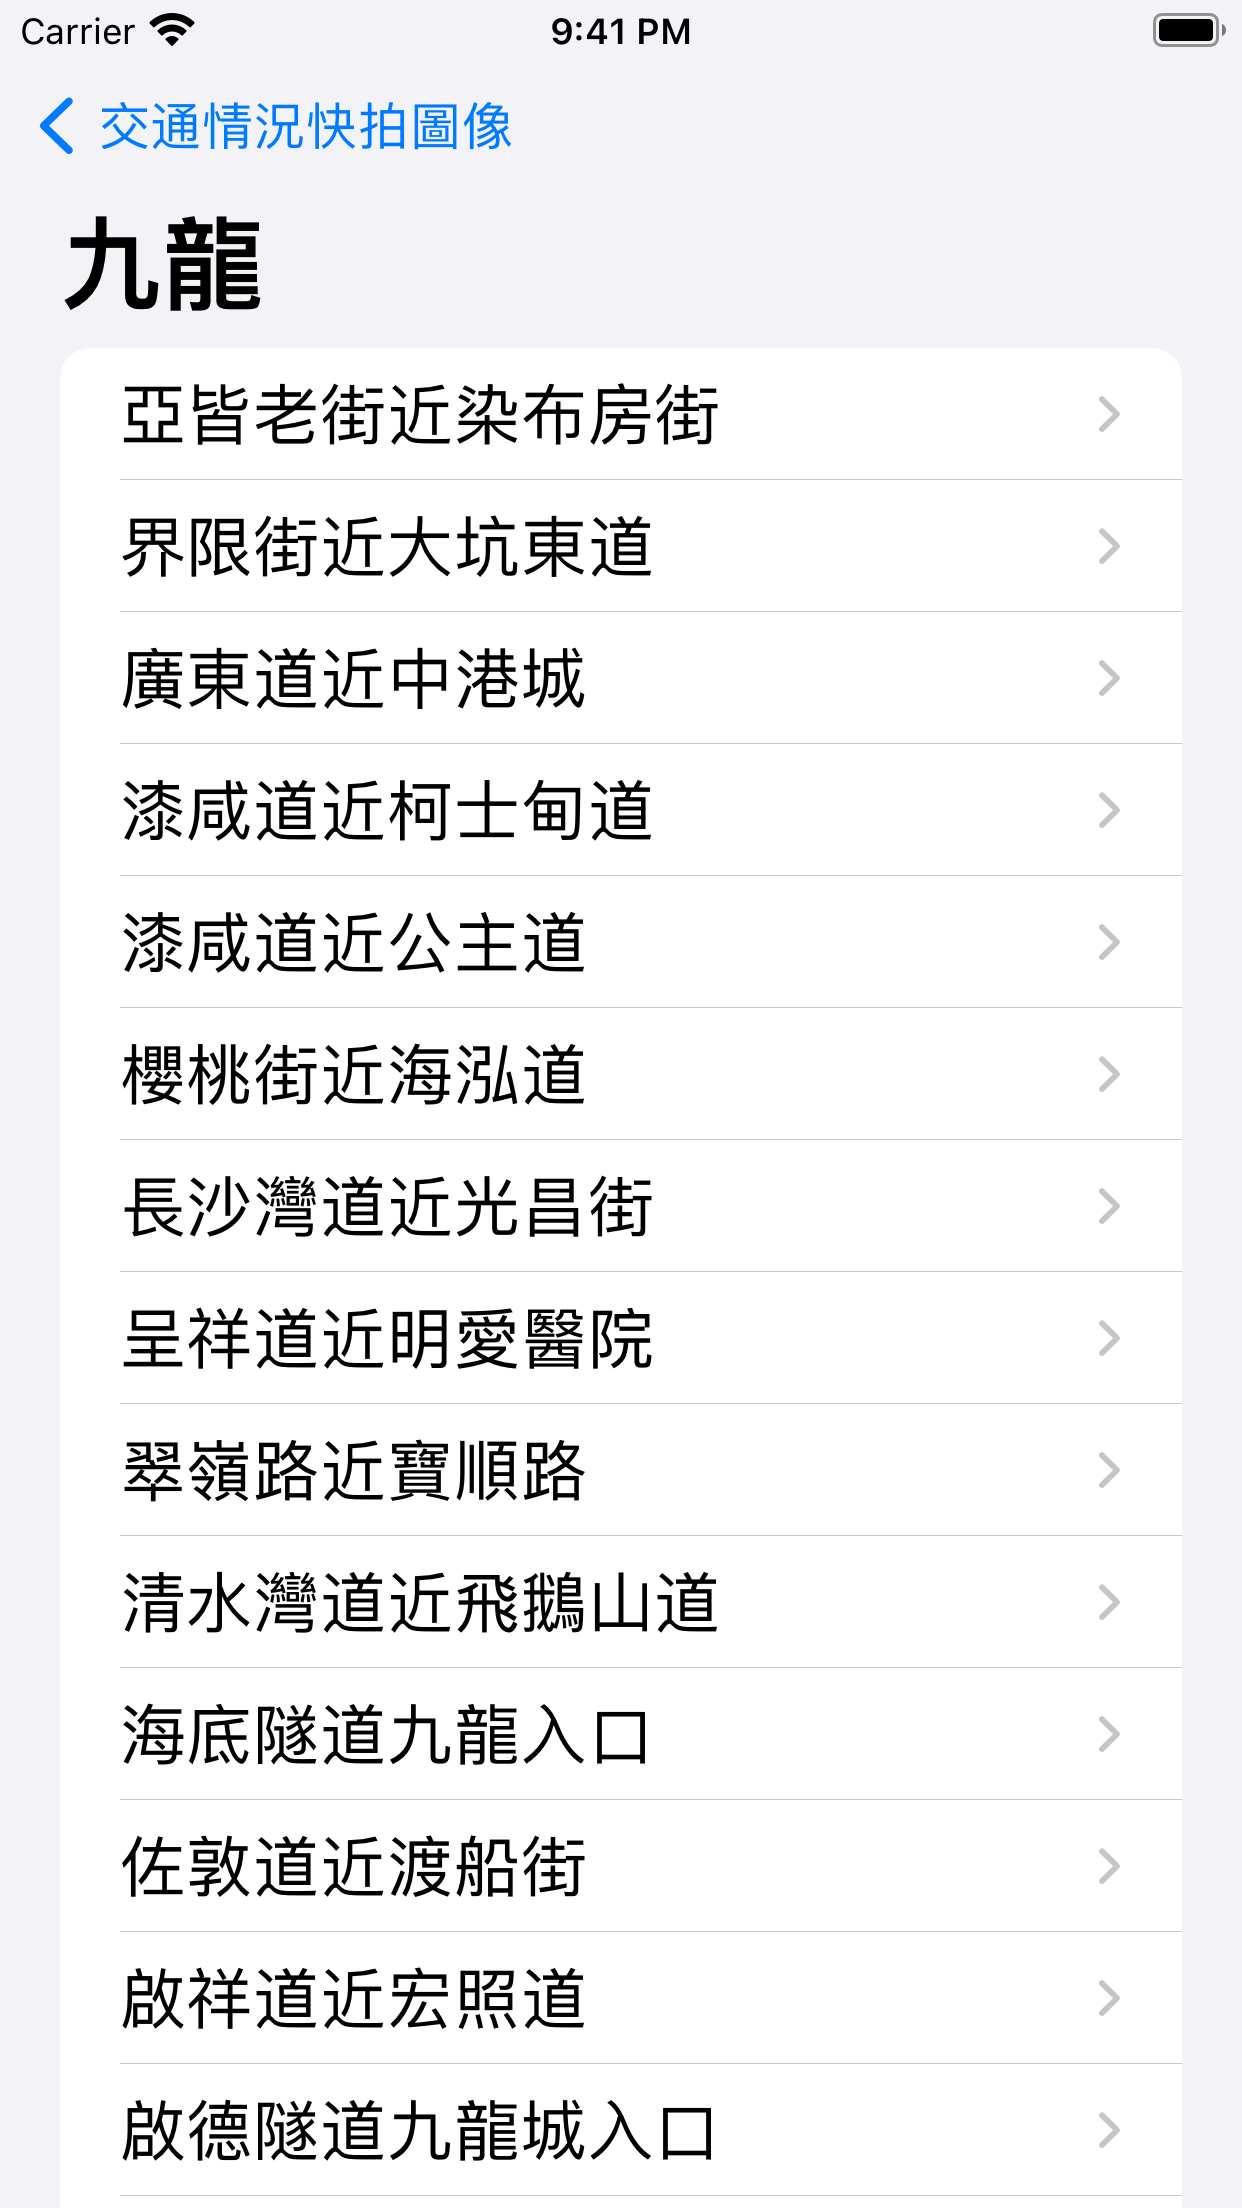 Carrier 9:41 PM
交通情況快拍圖像
九龍
亞皆老街近染布房街
界限街近大坑東道
廣東道近中港城
漆咸道近柯士甸道
漆咸道近公主道
櫻桃街近海泓道
長沙灣道近光昌街
呈祥道近明愛醫院
翠嶺路近寶順路
清水灣道近飛鵝山道
海底隧道九龍入口
佐敦道近渡船街
啟祥道近宏照道
啟德隧道九龍城入口